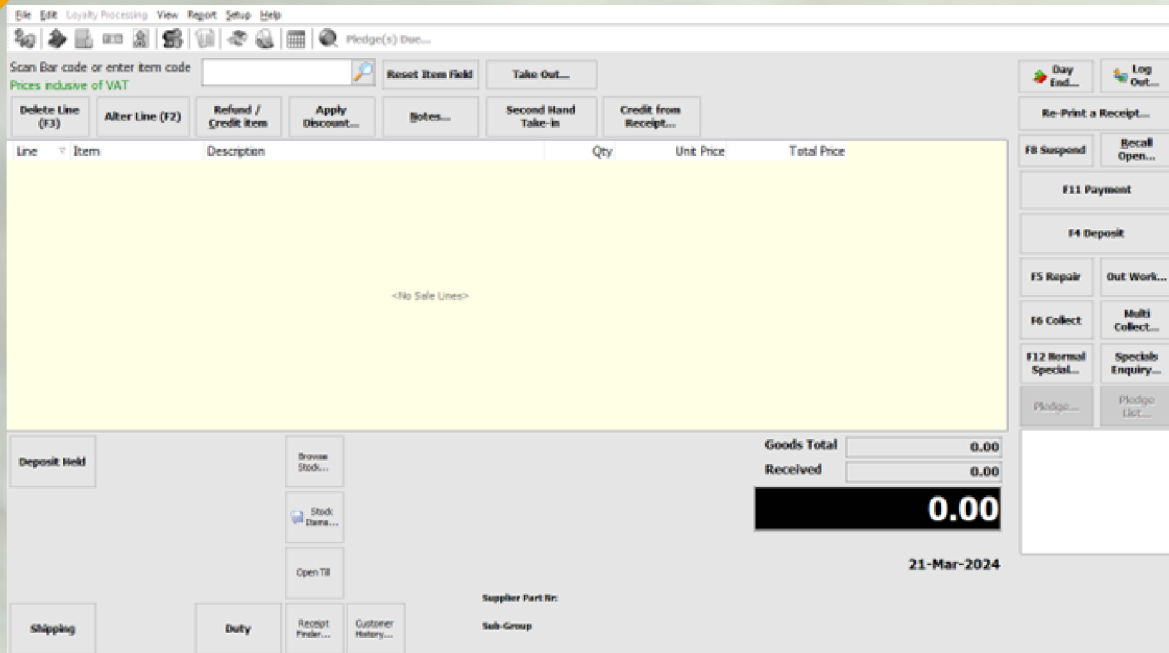 File Edit Loyalty Processing View Report Setup Help
Pledge(s) Due...
Scan Bar code or enter item code
Prices inclusive of VAT
Reset Item Field
Take Out...
Day End...
Log Out...
Delete Line (F3)
Alter Line (F2)
Refund / Credit item
Apply Discount...
Notes...
Second Hand Take-in
Credit from Receipt...
Re-Print a Receipt...
Line Item Description Qty Unit Price Total Price
F8 Suspend
Recall Open...
F11 Payment
F4 Deposit
F5 Repair
Out Work...
<No Sale Lines>
F6 Collect
Multi Collect...
F12 Normal Special...
Specials Enquiry...
Pledge...
Pledge List...
Deposit Held
Browse Stock...
Goods Total 0.00
Received 0.00
0.00
Stock Items...
Open Till
21-Mar-2024
Supplier Part Nr:
Sub-Group
Shipping
Duty
Receipt Finder...
Customer History...